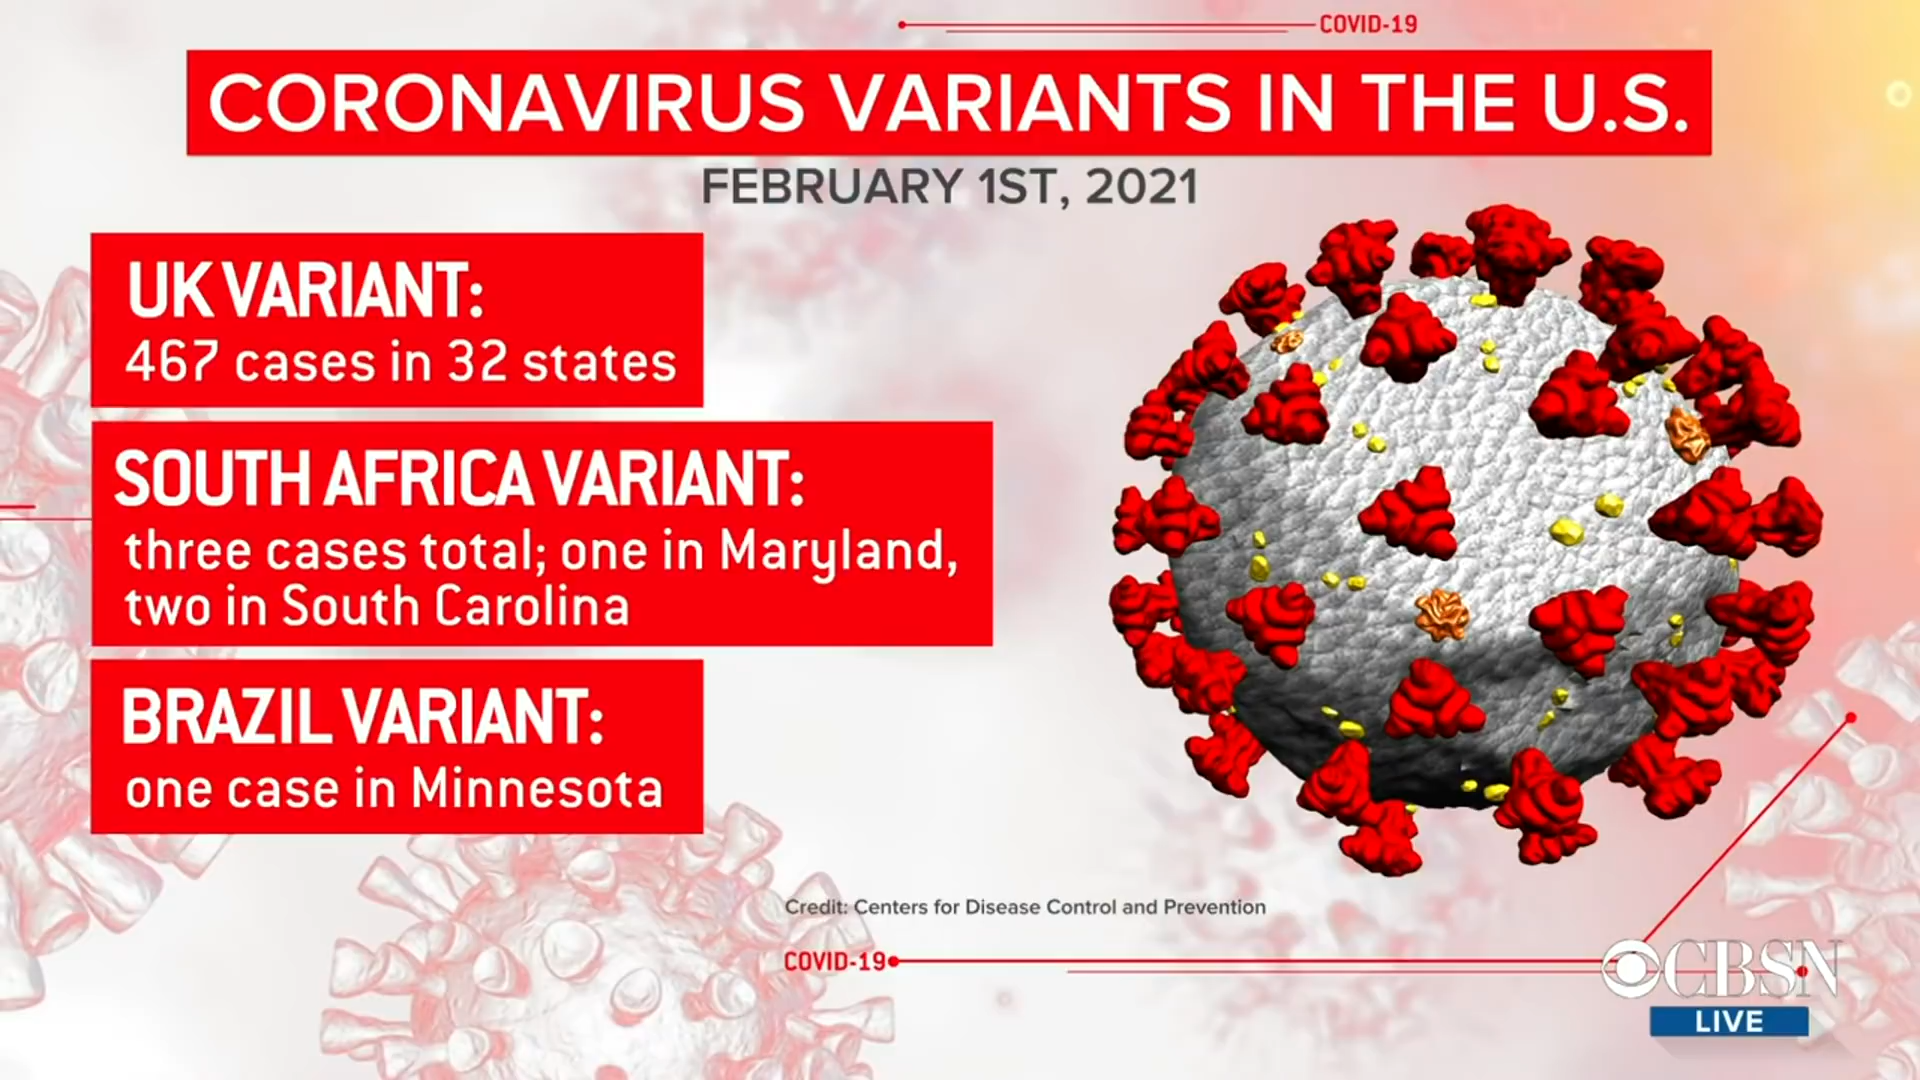 COVID-19
CORONAVIRUS VARIANTS IN THE U.S.
FEBRUARY 1ST, 2021
UK VARIANT:
467 cases in 32 states
SOUTH AFRICA VARIANT:
three cases total; one in Maryland,
two in South Carolina
BRAZIL VARIANT:
one case in Minnesota
Credit: Centers for Disease Control and Prevention
COVID-19
CBSN
LIVE